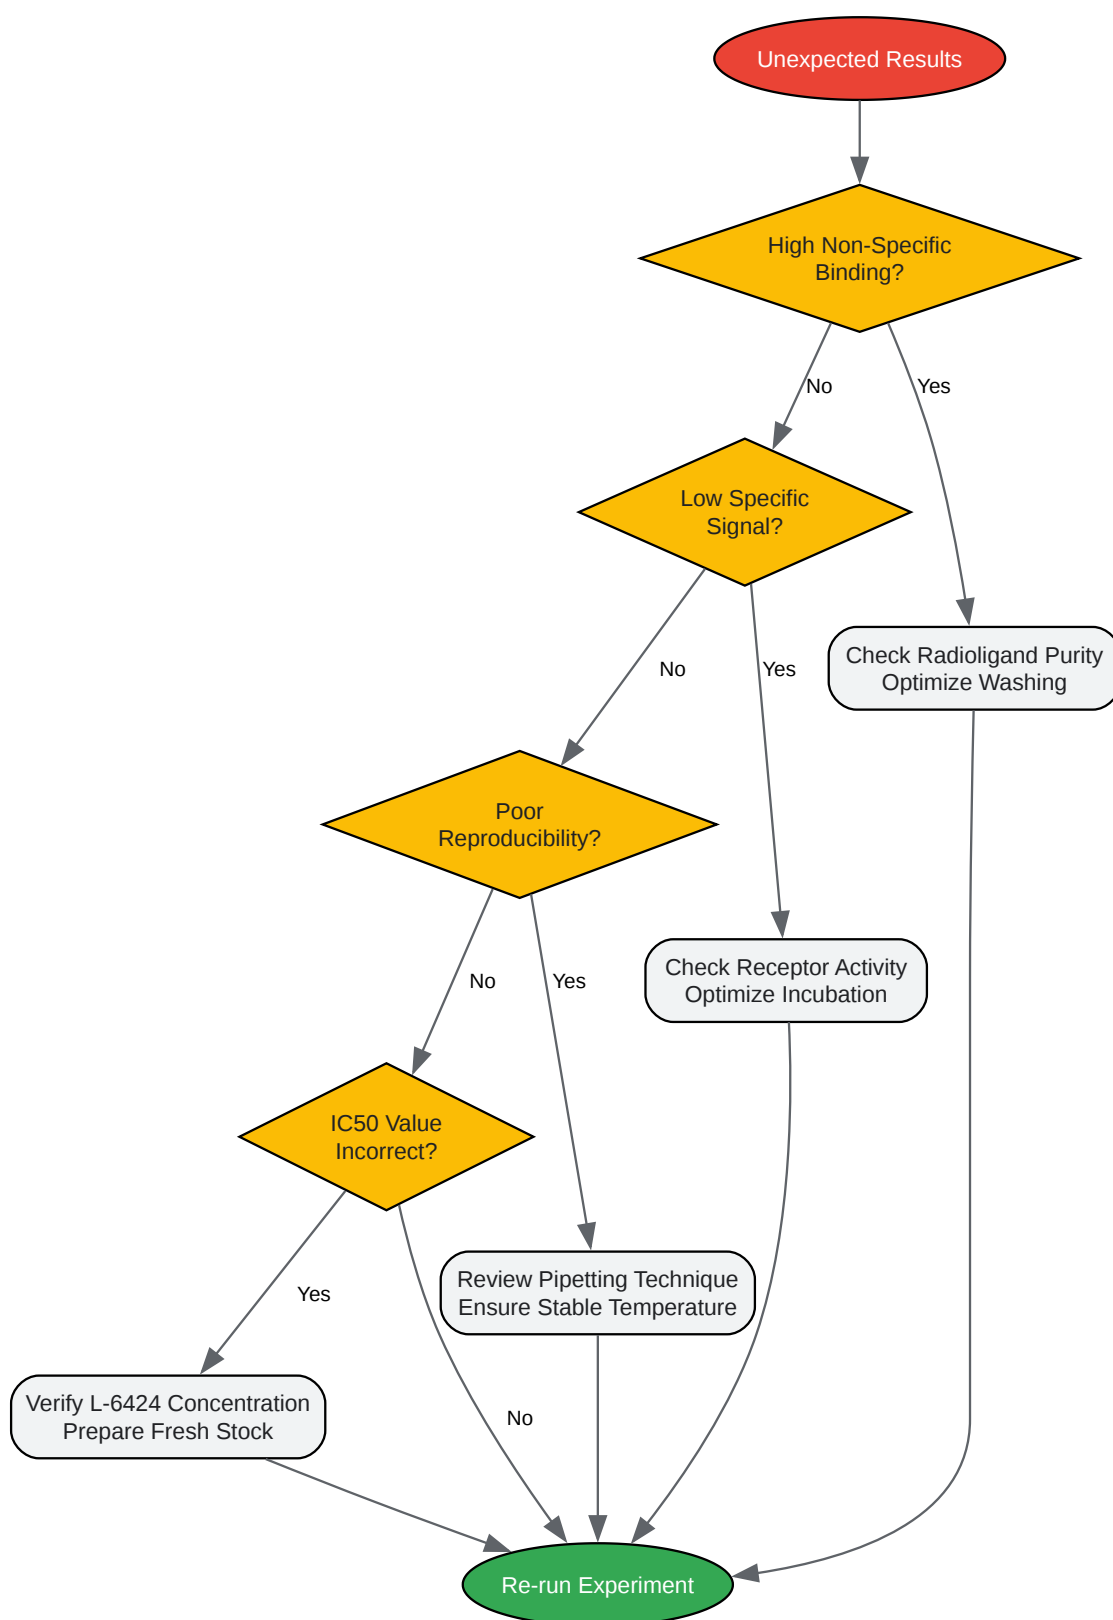 Unexpected Results
High Non-Specific
Binding?
No
Yes
Low Specific
Signal?
Check Radioligand Purity
Optimize Washing
No
Yes
Poor
Reproducibility?
Check Receptor Activity
Optimize Incubation
No
Yes
IC50 Value
Incorrect?
Review Pipetting Technique
Ensure Stable Temperature
Yes
Verify L-6424 Concentration
Prepare Fresh Stock
No
Re-run Experiment